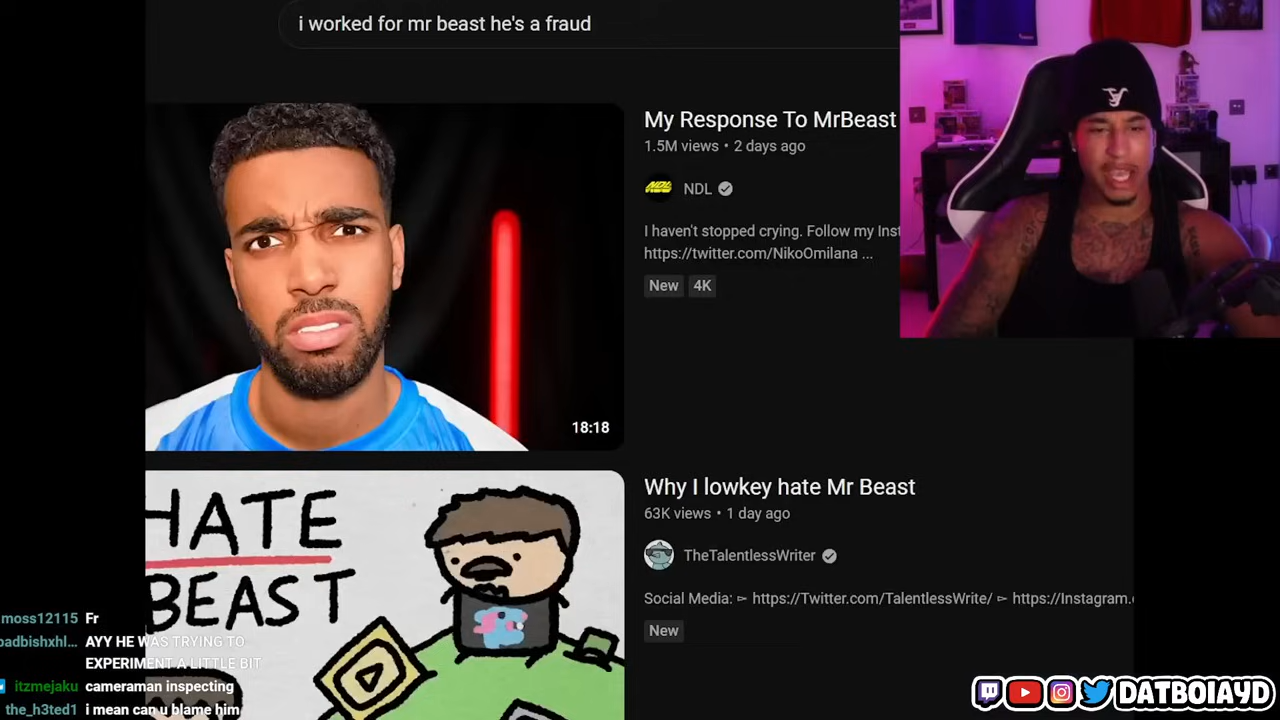 i worked for mr beast he's a fraud
My Response To MrBeast
1.5M views • 2 days ago
NDL
NDL
I haven't stopped crying. Follow my Inst
https://twitter.com/NikoOmilana ...
New 4K
18:18
HATE
BEAST
Why I lowkey hate Mr Beast
63K views • 1 day ago
TheTalentlessWriter
Social Media: ► https://Twitter.com/TalentlessWrite/ ► https://Instagram.
New
moss12115 Fr
badbishxhl... AYY HE WAS TRYING TO
EXPERIMENT A LITTLE BIT
itzmejaku cameraman inspecting
the_h3ted1 i mean can u blame him
DATBOIAYD